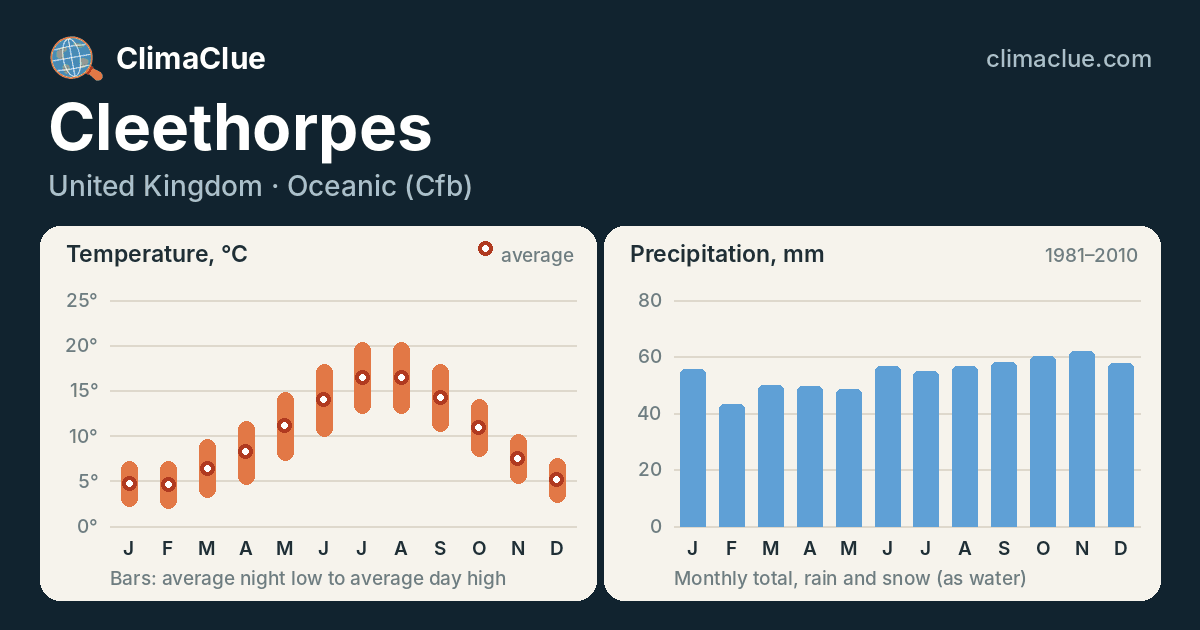 ClimaClue
climaclue.com
Cleethorpes
United Kingdom · Oceanic (Cfb)
Temperature, °C
average
25°
20°
15°
10°
5°
0°
J F M A M J J A S O N D
Bars: average night low to average day high
Precipitation, mm
1981–2010
80
60
40
20
0
J F M A M J J A S O N D
Monthly total, rain and snow (as water)